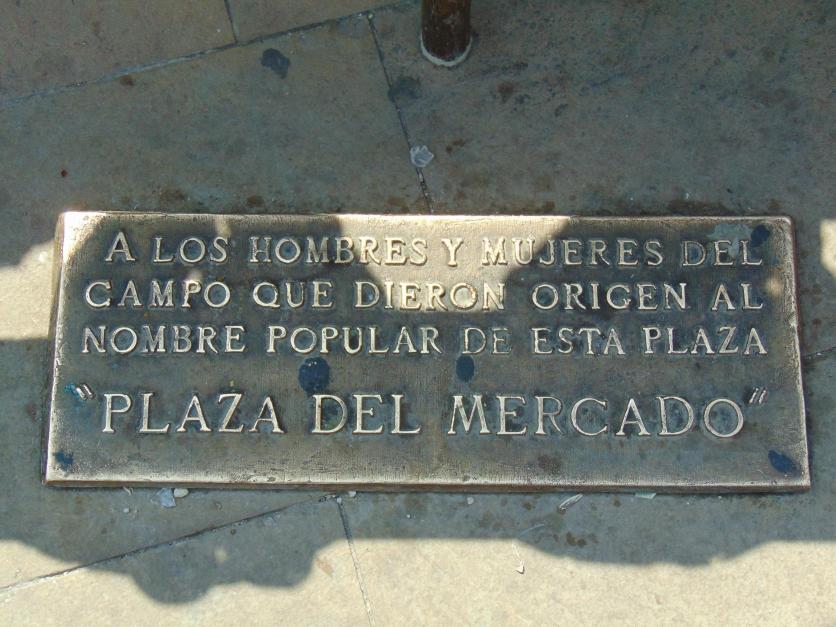 A LOS HOMBRES Y MUJERES DEL
CAMPO QUE DIERON ORIGEN AL
NOMBRE POPULAR DE ESTA PLAZA
"PLAZA DEL MERCADO"